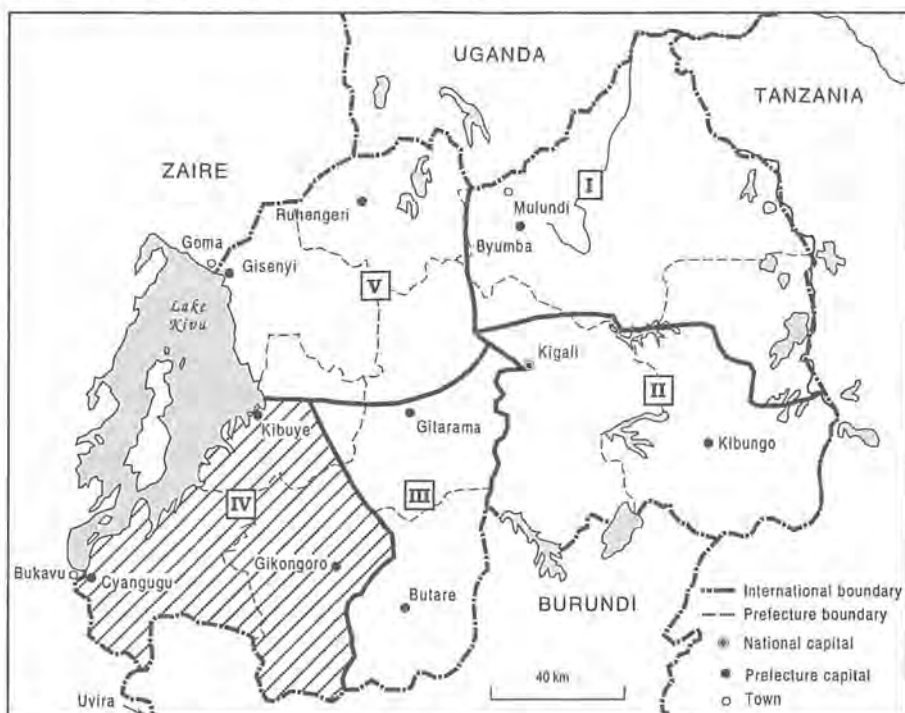 UGANDA
TANZANIA
ZAIRE
I
Ruhengeri
Mulundi
Goma
Byumba
Gisenyi
V
Lake
Kivu
Kigali
II
Kibuye
Gitarama
Kibungo
IV
III
Bukavu
Cyangugu
Gikongoro
Butare
BURUNDI
International boundary
Prefecture boundary
National capital
40 km
Prefecture capital
Uvira
Town